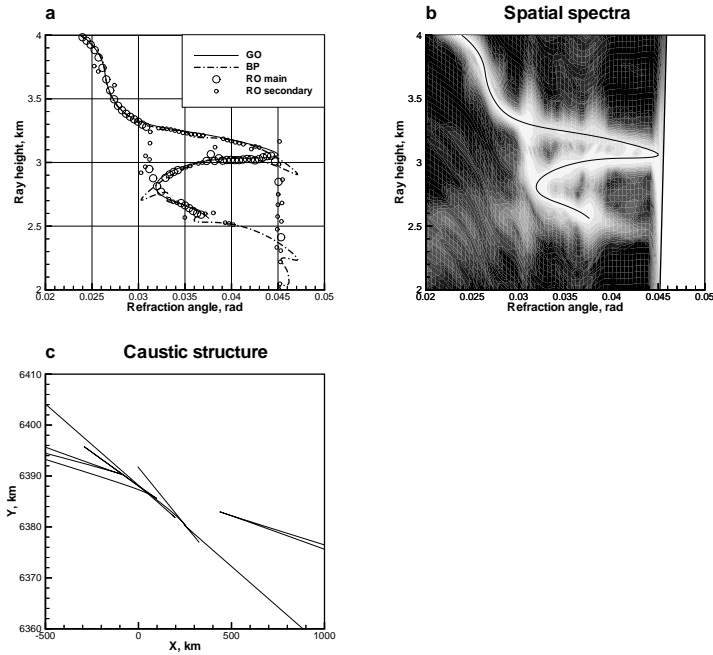 a
4
3.5
3
2.5
2
Ray height, km
0.02
0.025
0.03
0.035
0.04
0.045
0.05
Refraction angle, rad
GO
BP
RO main
RO secondary
b
Spatial spectra
4
3.5
3
2.5
2
Ray height, km
0.02
0.025
0.03
0.035
0.04
0.045
0.05
Refraction angle, rad
c
Caustic structure
6410
6400
6390
6380
6370
6360
Y, km
-500
0
500
1000
X, km